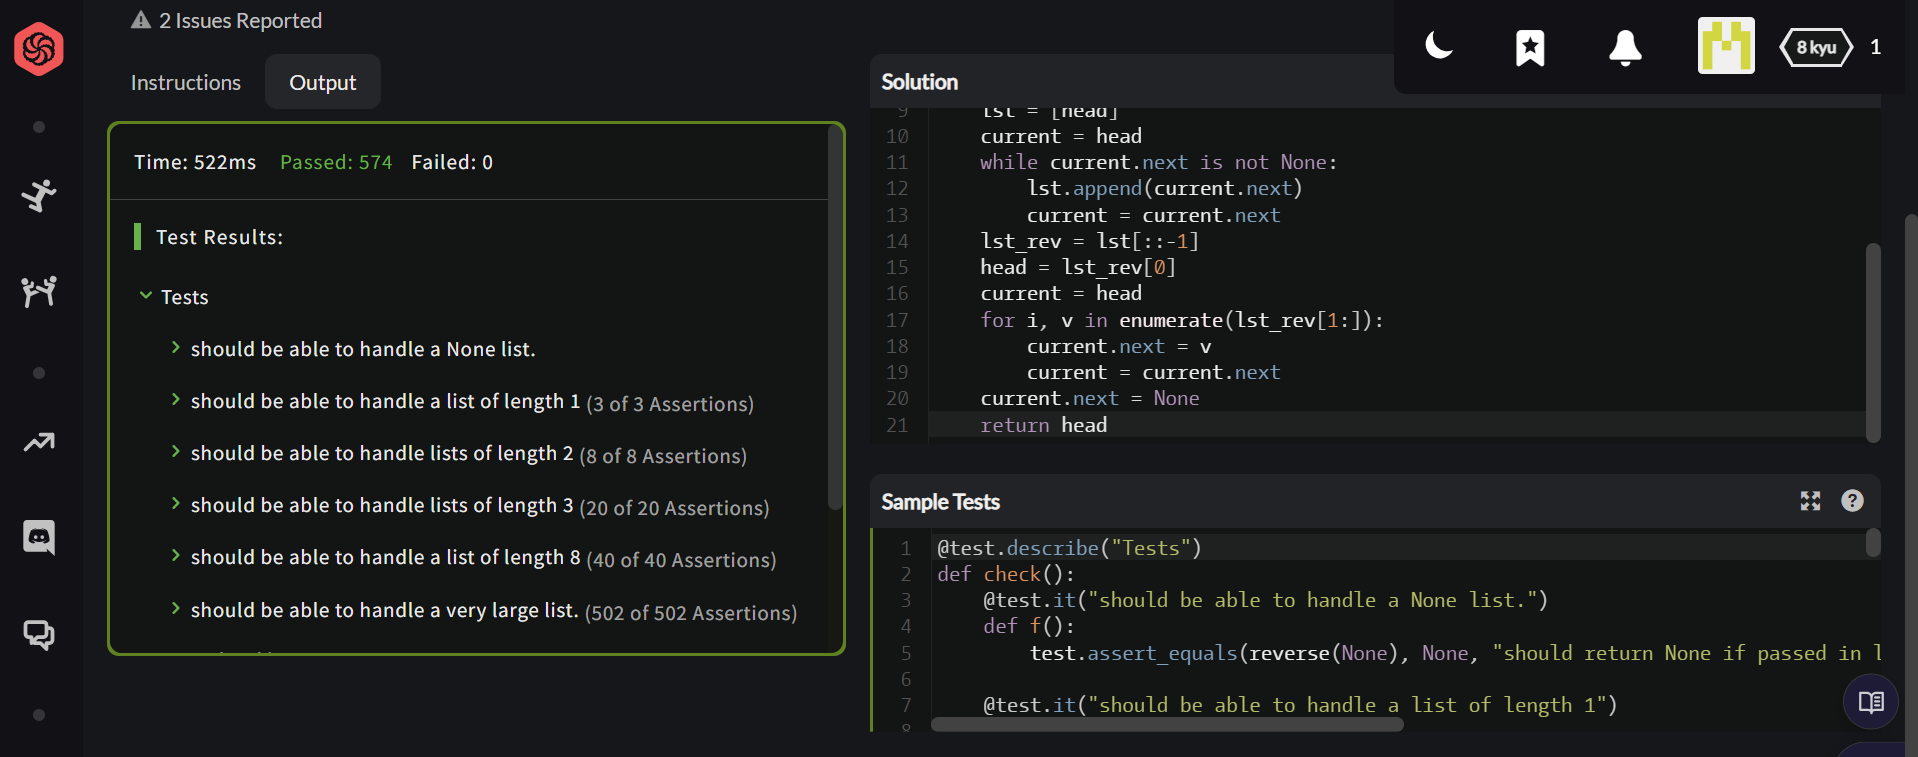 2 Issues Reported
8 kyu 1
Instructions Output
Time: 522ms Passed: 574 Failed: 0
Test Results:
Tests
should be able to handle a None list.
should be able to handle a list of length 1 (3 of 3 Assertions)
should be able to handle lists of length 2 (8 of 8 Assertions)
should be able to handle lists of length 3 (20 of 20 Assertions)
should be able to handle a list of length 8 (40 of 40 Assertions)
should be able to handle a very large list. (502 of 502 Assertions)
Solution
9     lst = [head]
10     current = head
11     while current.next is not None:
12         lst.append(current.next)
13         current = current.next
14     lst_rev = lst[::-1]
15     head = lst_rev[0]
16     current = head
17     for i, v in enumerate(lst_rev[1:]):
18         current.next = v
19         current = current.next
20     current.next = None
21     return head
Sample Tests
1 @test.describe("Tests")
2 def check():
3     @test.it("should be able to handle a None list.")
4     def f():
5         test.assert_equals(reverse(None), None, "should return None if passed in l
6
7     @test.it("should be able to handle a list of length 1")
8